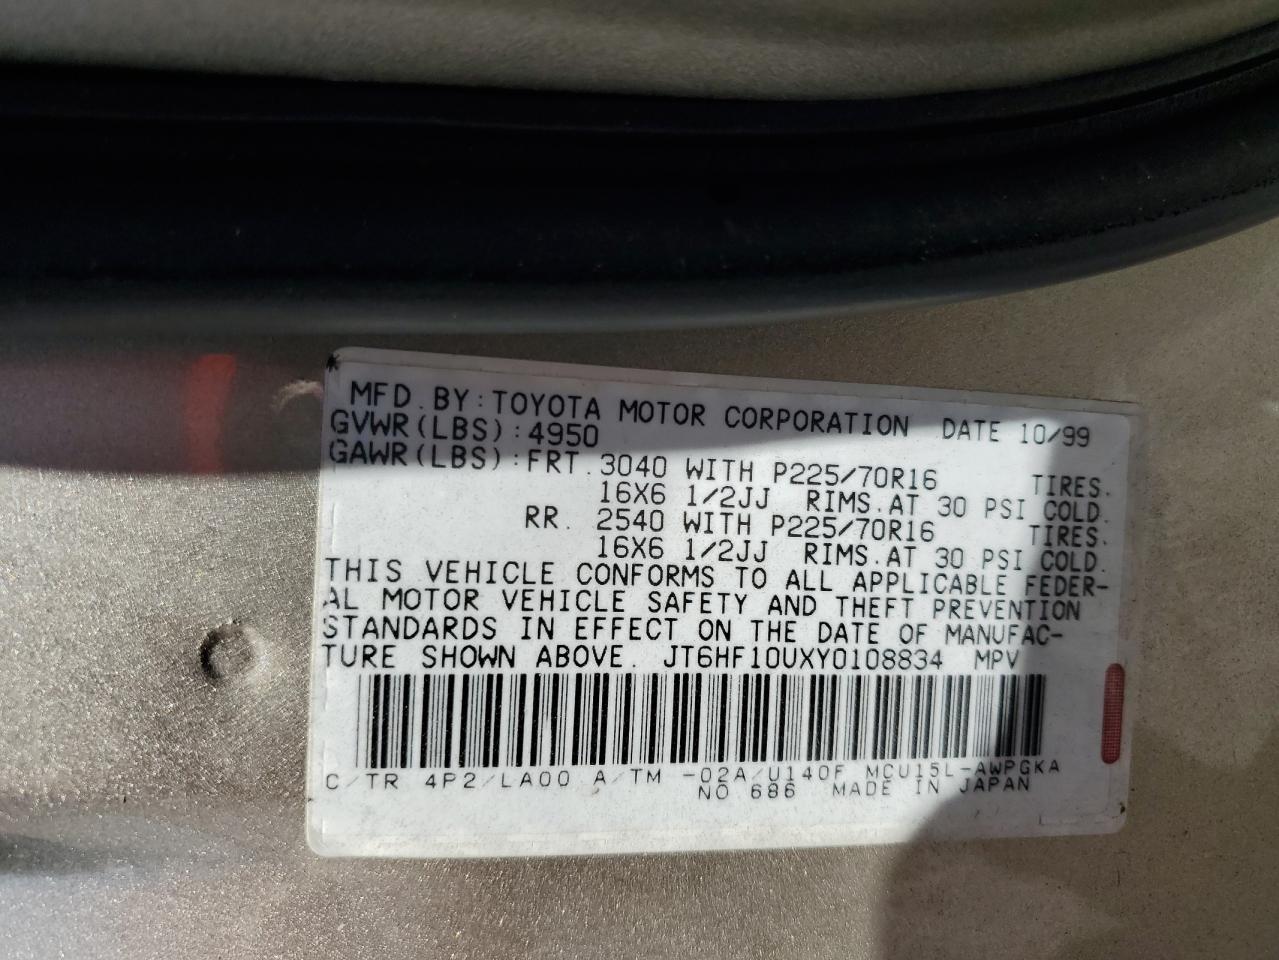 MFD. BY: TOYOTA MOTOR CORPORATION DATE 10/99
GVWR(LBS):4950
GAWR(LBS):FRT. 3040 WITH P225/70R16 TIRES.
16X6 1/2JJ RIMS.AT 30 PSI COLD.
RR. 2540 WITH P225/70R16 TIRES.
16X6 1/2JJ RIMS.AT 30 PSI COLD.
THIS VEHICLE CONFORMS TO ALL APPLICABLE FEDER-
AL MOTOR VEHICLE SAFETY AND THEFT PREVENTION
STANDARDS IN EFFECT ON THE DATE OF MANUFAC-
TURE SHOWN ABOVE. JT6HF10UXY0108834 MPV
C/TR 4P2/LA00 A/TM -02A/U140F MCU15L-AWPGKA
NO 686 MADE IN JAPAN